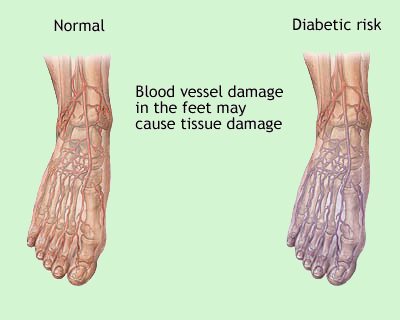 Normal
Diabetic risk
Blood vessel damage
in the feet may
cause tissue damage